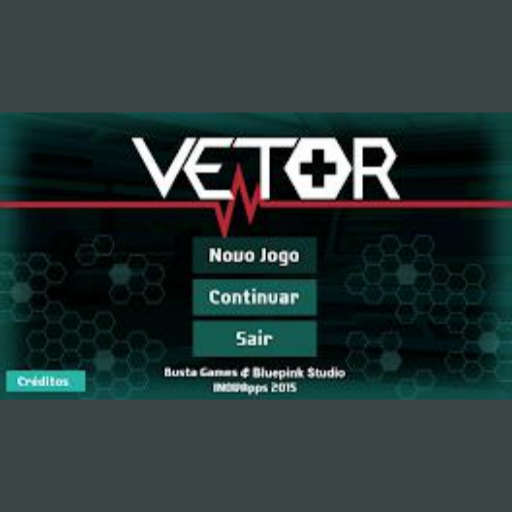 VETOR
Novo Jogo
Continuar
Sair
Busta Games & Bluepink Studio
INOVApps 2015
Créditos